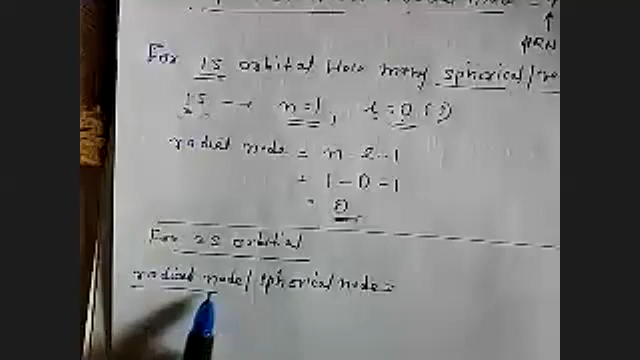 PRN
For 1S orbital How many spherical/
1S → n=1, l=0(s)
radial node = n-l-1
= 1-0-1
= 0
For 2S orbital
radial node/spherical node =